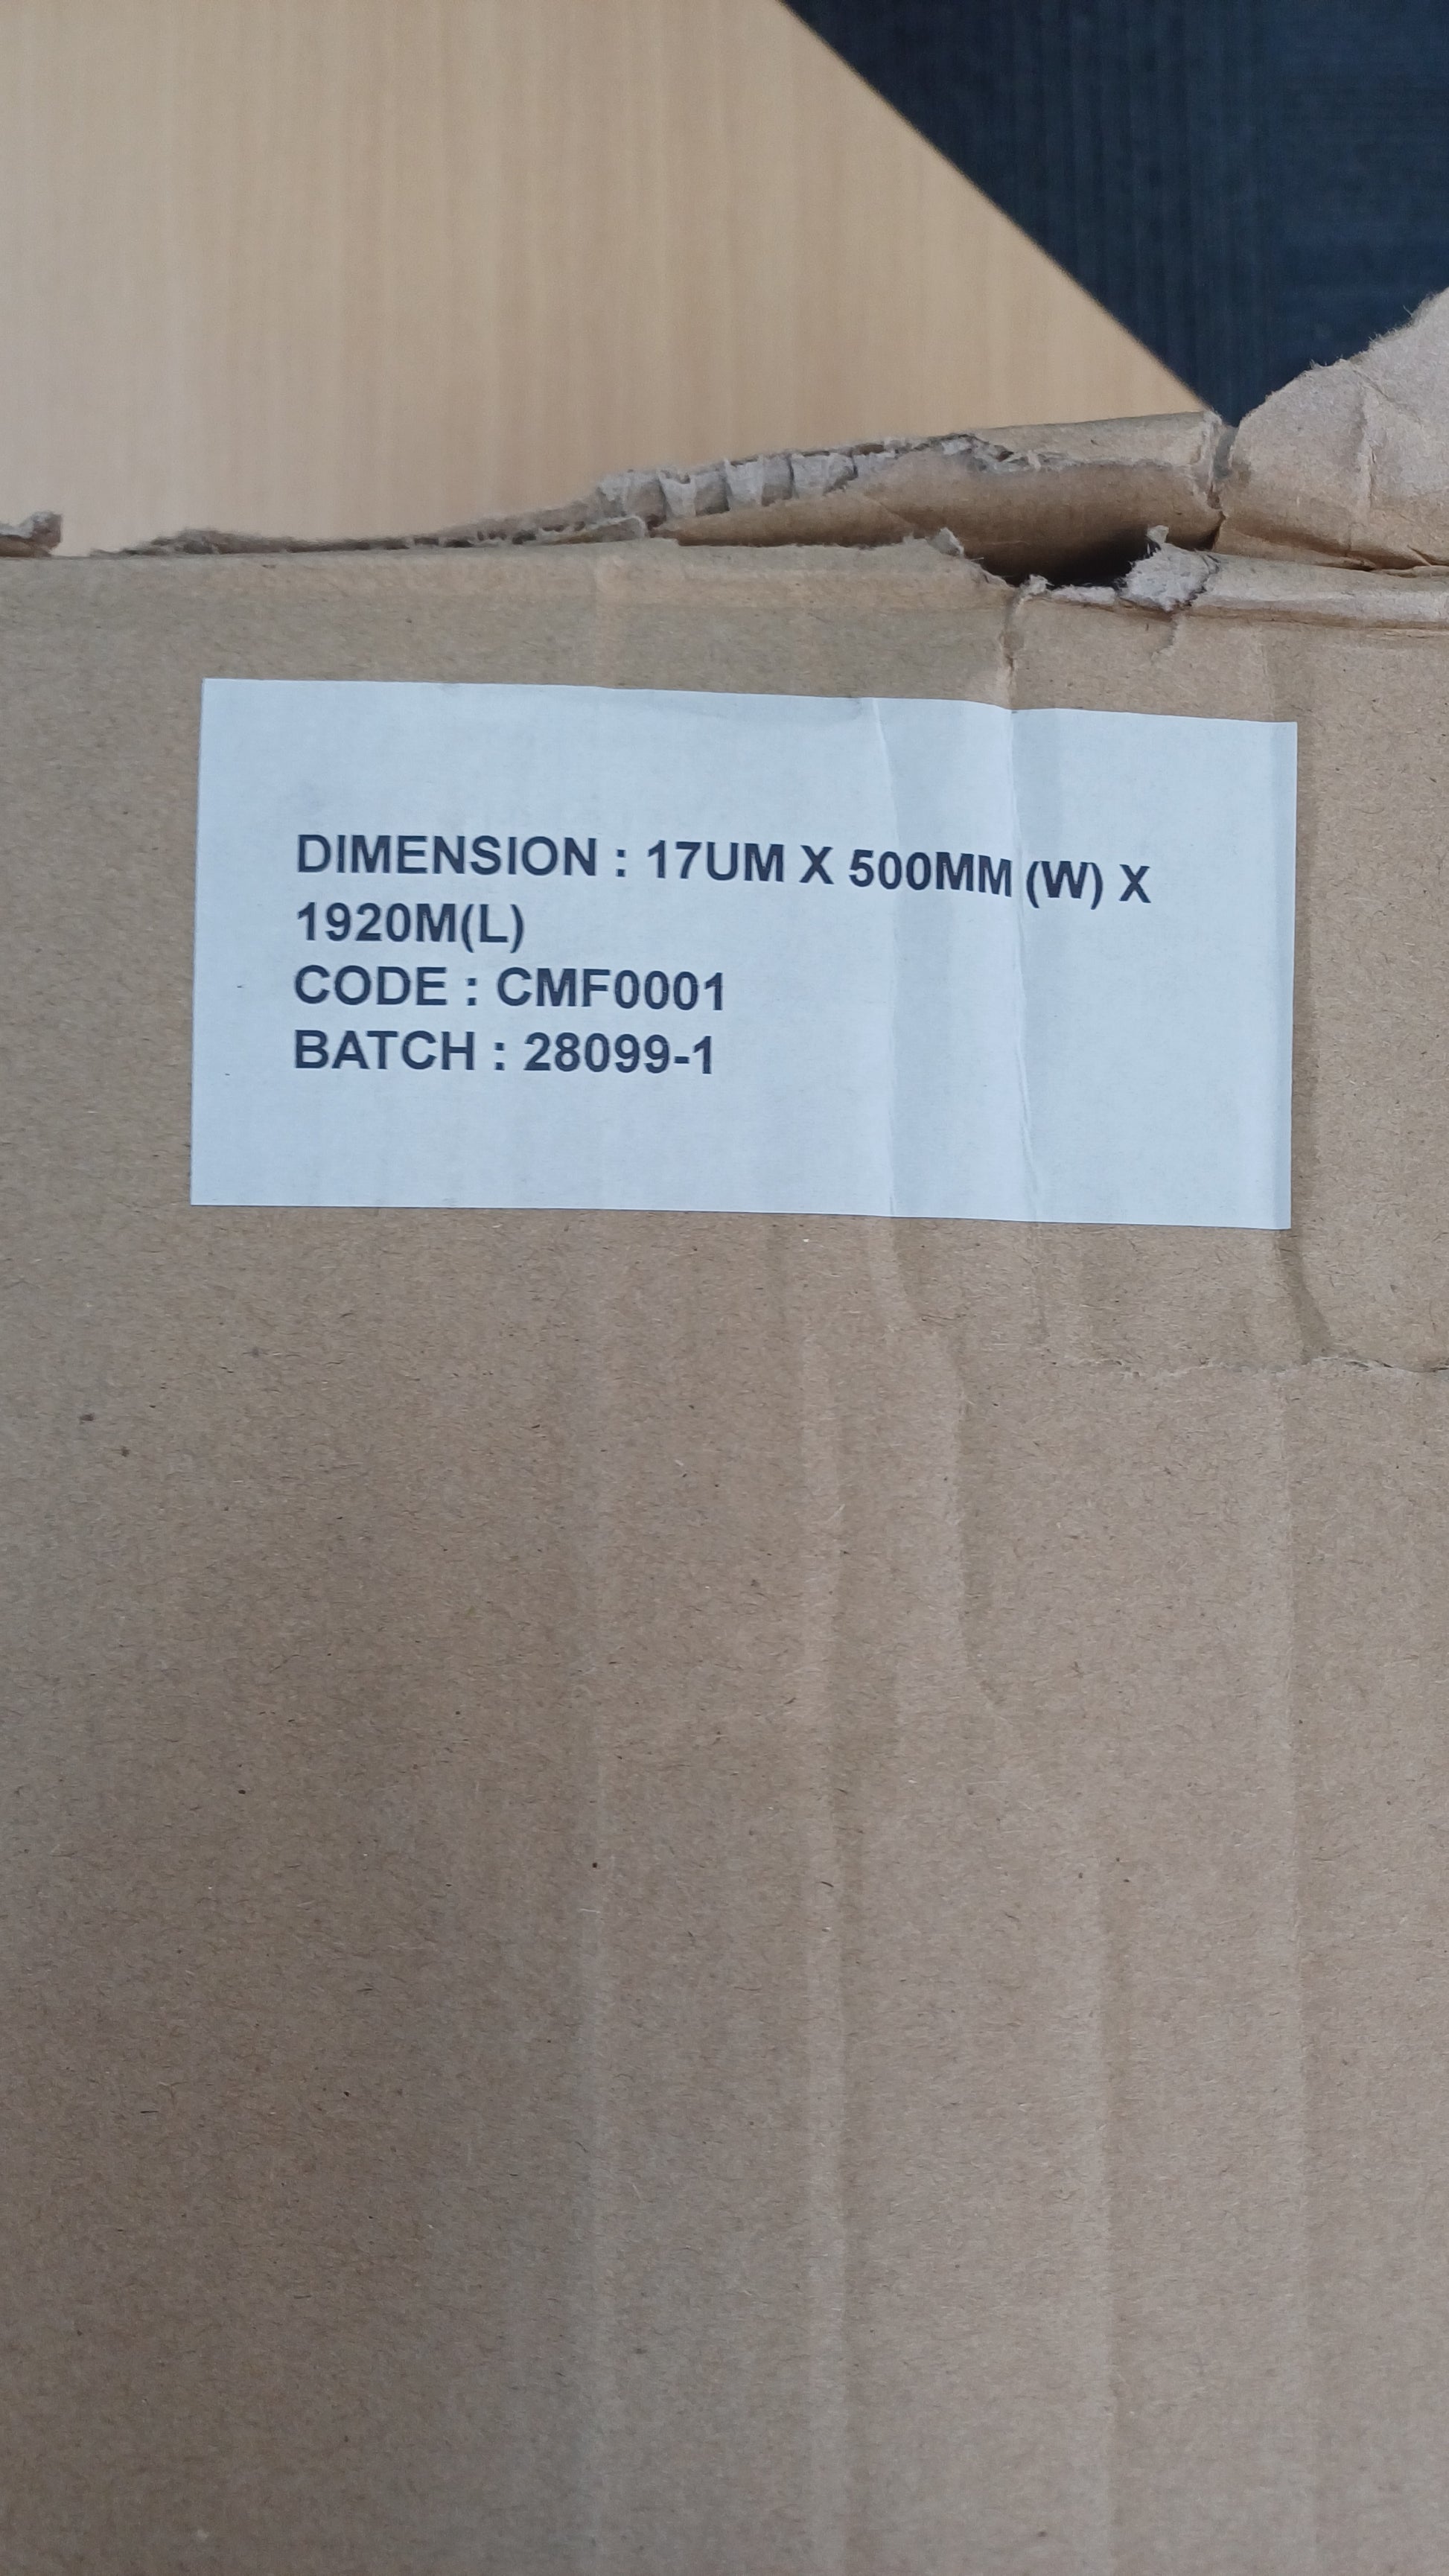 DIMENSION : 17UM X 500MM (W) X
1920M(L)
CODE : CMF0001
BATCH : 28099-1